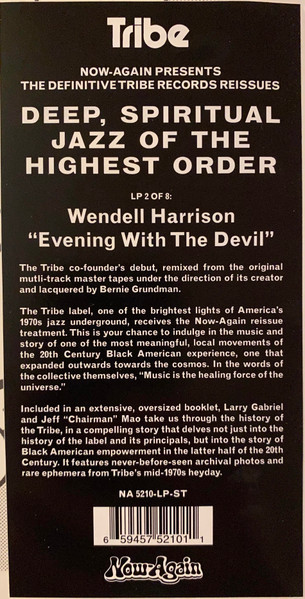 Tribe
NOW-AGAIN PRESENTS
THE DEFINITIVE TRIBE RECORDS REISSUES
DEEP, SPIRITUAL
JAZZ OF THE
HIGHEST ORDER
LP 2 OF 8:
Wendell Harrison
“Evening With The Devil”
The Tribe co-founder's debut, remixed from the original
mutli-track master tapes under the direction of its creator
and lacquered by Bernie Grundman.
The Tribe label, one of the brightest lights of America's
1970s jazz underground, receives the Now-Again reissue
treatment. This is your chance to indulge in the music and
story of one of the most meaningful, local movements of
the 20th Century Black American experience, one that
expanded outwards towards the cosmos. In the words of
the collective themselves, “Music is the healing force of the
universe.”
Included in an extensive, oversized booklet, Larry Gabriel
and Jeff “Chairman” Mao take us through the history of
the Tribe, in a compelling story that delves not just into the
history of the label and its principals, but into the story of
Black American empowerment in the latter half of the 20th
Century. It features never-before-seen archival photos and
rare ephemera from Tribe's mid-1970s heyday.
NA 5210-LP-ST
6 59457 52101 1
Now-Again